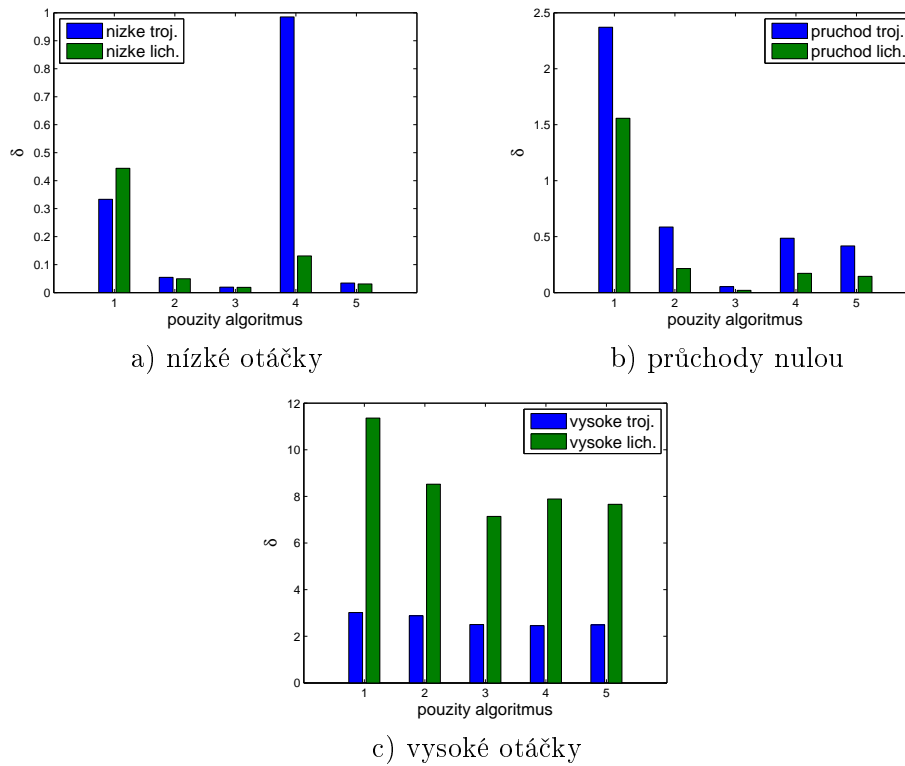 1
0.9
0.8
0.7
0.6
0.5
0.4
0.3
0.2
0.1
0
δ
nizke troj.
nizke lich.
1 2 3 4 5
pouzity algoritmus
a) nízké otáčky
2.5
2
1.5
1
0.5
0
δ
pruchod troj.
pruchod lich.
1 2 3 4 5
pouzity algoritmus
b) průchody nulou
12
10
8
6
4
2
0
δ
vysoke troj.
vysoke lich.
1 2 3 4 5
pouzity algoritmus
c) vysoké otáčky